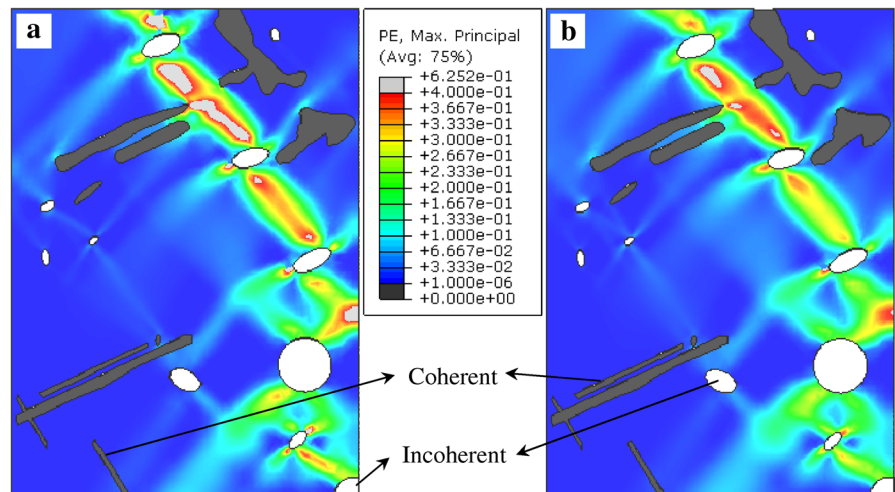 a
PE, Max. Principal
(Avg: 75%)
+6.252e-01
+4.000e-01
+3.667e-01
+3.333e-01
+3.000e-01
+2.667e-01
+2.333e-01
+2.000e-01
+1.667e-01
+1.333e-01
+1.000e-01
+6.667e-02
+3.333e-02
+1.000e-06
+0.000e+00
b
Coherent
Incoherent